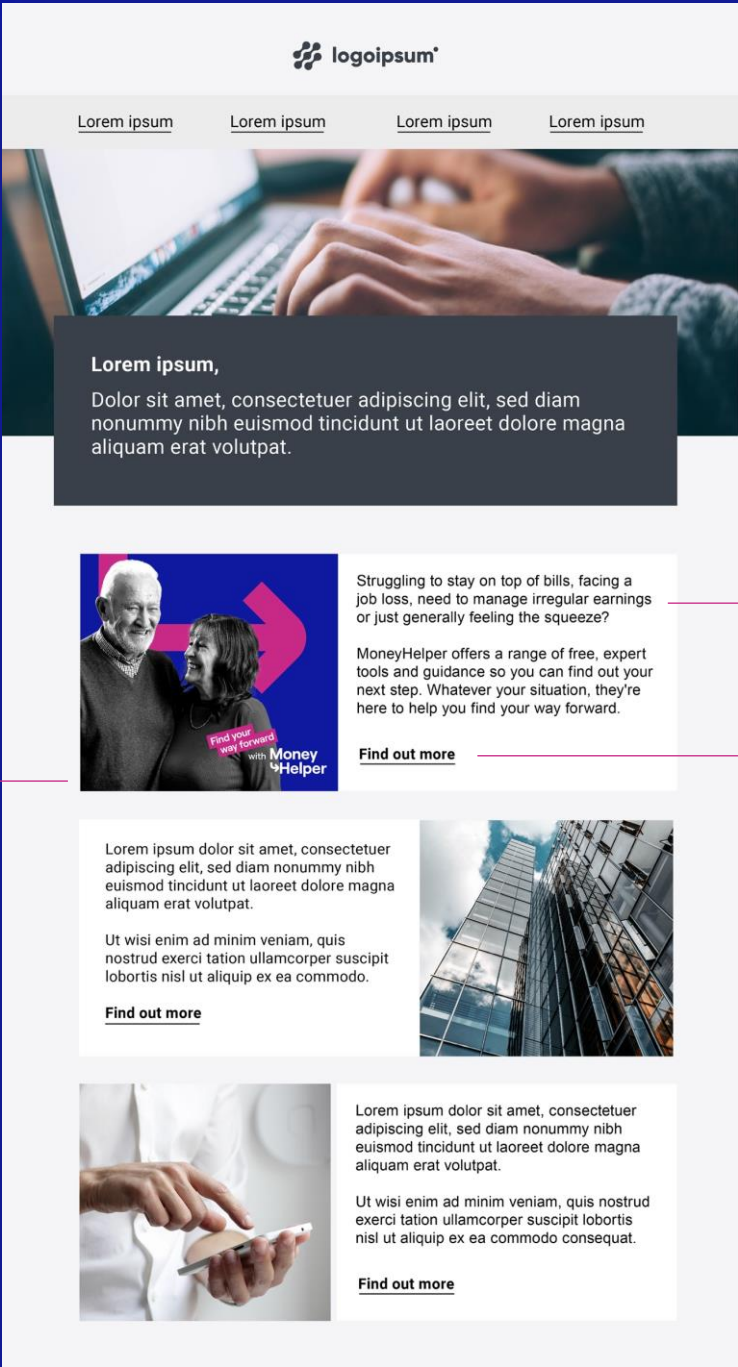 logoipsum
Lorem ipsum
Lorem ipsum
Lorem ipsum
Lorem ipsum
Lorem ipsum,
Dolor sit amet, consectetuer adipiscing elit, sed diam
nonummy nibh euismod tincidunt ut laoreet dolore magna
aliquam erat volutpat.
Find your
way forward
with Money
Helper
Struggling to stay on top of bills, facing a
job loss, need to manage irregular earnings
or just generally feeling the squeeze?
MoneyHelper offers a range of free, expert
tools and guidance so you can find out your
next step. Whatever your situation, they're
here to help you find your way forward.
Find out more
Lorem ipsum dolor sit amet, consectetuer
adipiscing elit, sed diam nonummy nibh
euismod tincidunt ut laoreet dolore magna
aliquam erat volutpat.
Ut wisi enim ad minim veniam, quis
nostrud exerci tation ullamcorper suscipit
lobortis nisl ut aliquip ex ea commodo.
Find out more
Lorem ipsum dolor sit amet, consectetuer
adipiscing elit, sed diam nonummy nibh
euismod tincidunt ut laoreet dolore magna
aliquam erat volutpat.
Ut wisi enim ad minim veniam, quis nostrud
exerci tation ullamcorper suscipit lobortis
nisl ut aliquip ex ea commodo consequat.
Find out more